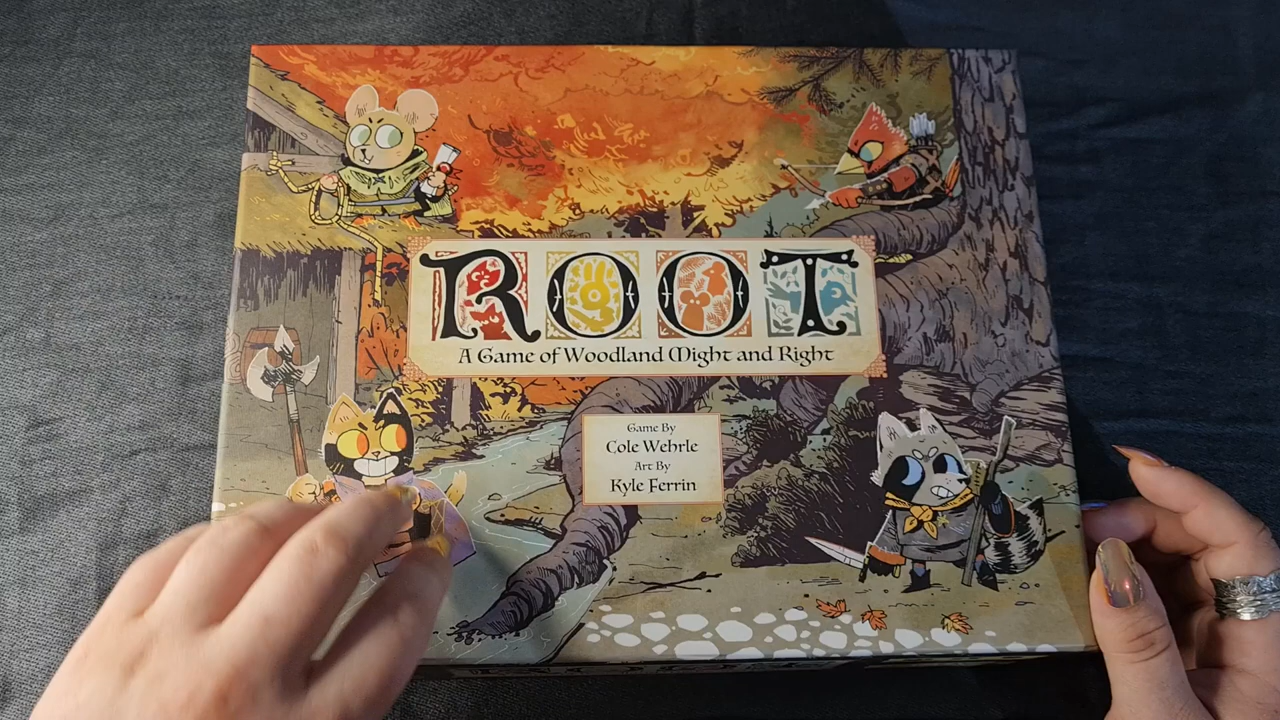 ROOT
A Game of Woodland Might and Right
Game By
Cole Wehrle
Art By
Kyle Ferrin